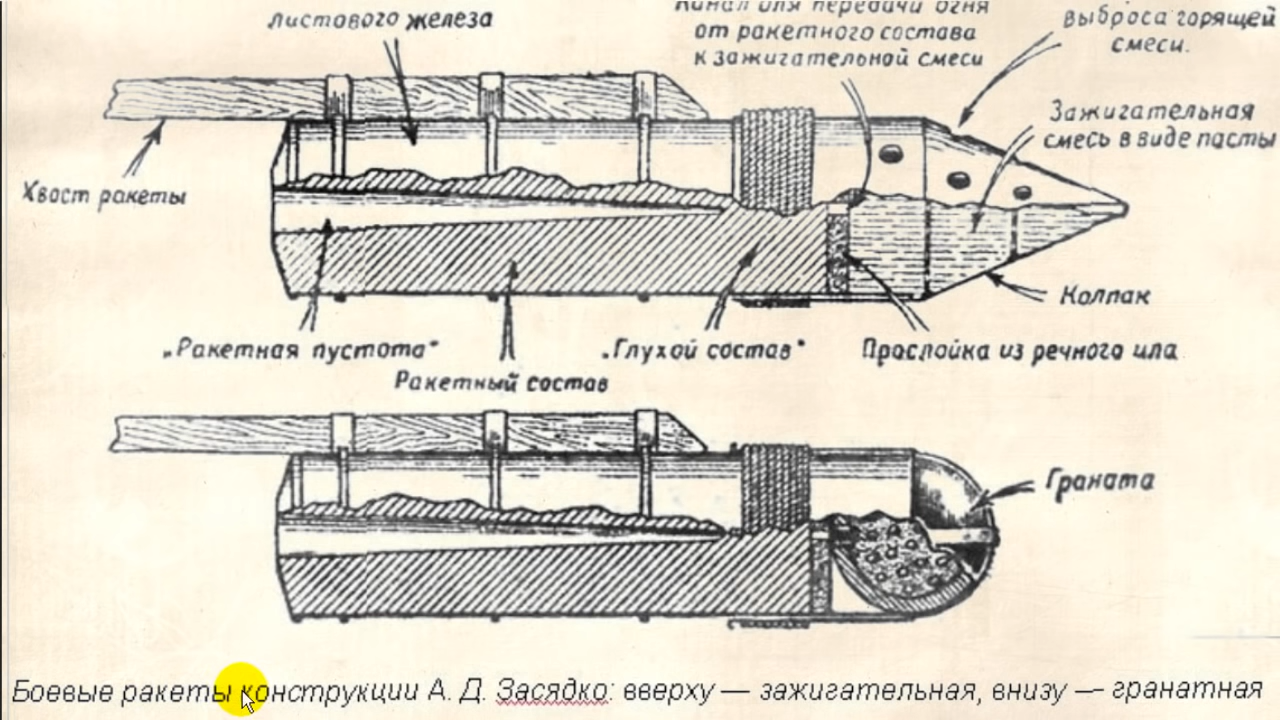 листового железа
Канал для передачи огня
от ракетного состава
к зажигательной смеси
выброса горящей
смеси.
Зажигательная
смесь в виде пасты
Хвост ракеты
Колпак
„Ракетная пустота"
„Глухой состав"
Прослойка из речного ила
Ракетный состав
Граната
Боевые ракеты конструкции А. Д. Засядко: вверху — зажигательная, внизу — гранатная